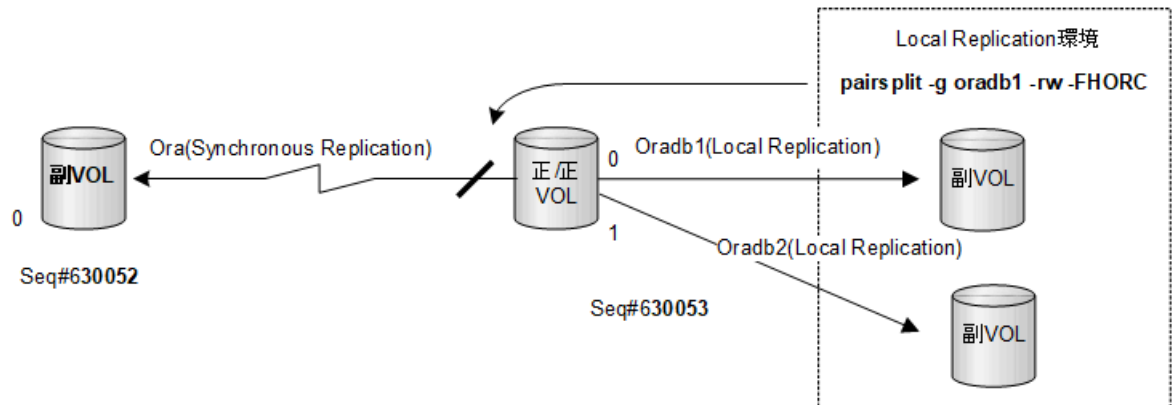 Local Replication環境
pairsplit -g oradb1 -rw -FHORC
Ora(Synchronous Replication)
Oradb1(Local Replication)
副VOL
正/正
VOL
0
副VOL
0
1
Oradb2(Local Replication)
Seq#630052
Seq#630053
副VOL